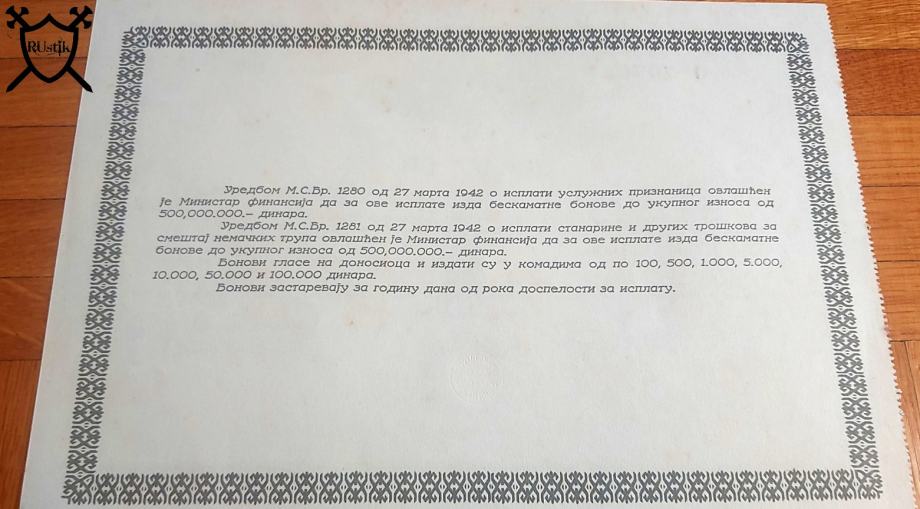 RUstik
Уредбом М.С.Бр. 1280 од 27 марта 1942 о исплати услужних признаница овлашћен
је Министар финансија да за ове исплате изда бескаматне бонове до укупног износа од
500,000.000.– динара.
Уредбом М.С.Бр. 1281 од 27 марта 1942 о исплати станарине и других трошкова за
смештај немачких трупа овлашћен је Министар финансија да за ове исплате изда бескаматне
бонове до укупног износа од 500,000.000.– динара.
Бонови гласе на доносиоца и издати су у комадима од по 100, 500, 1.000, 5.000,
10.000, 50.000 и 100.000 динара.
Бонови застаревају за годину дана од рока доспелости за исплату.